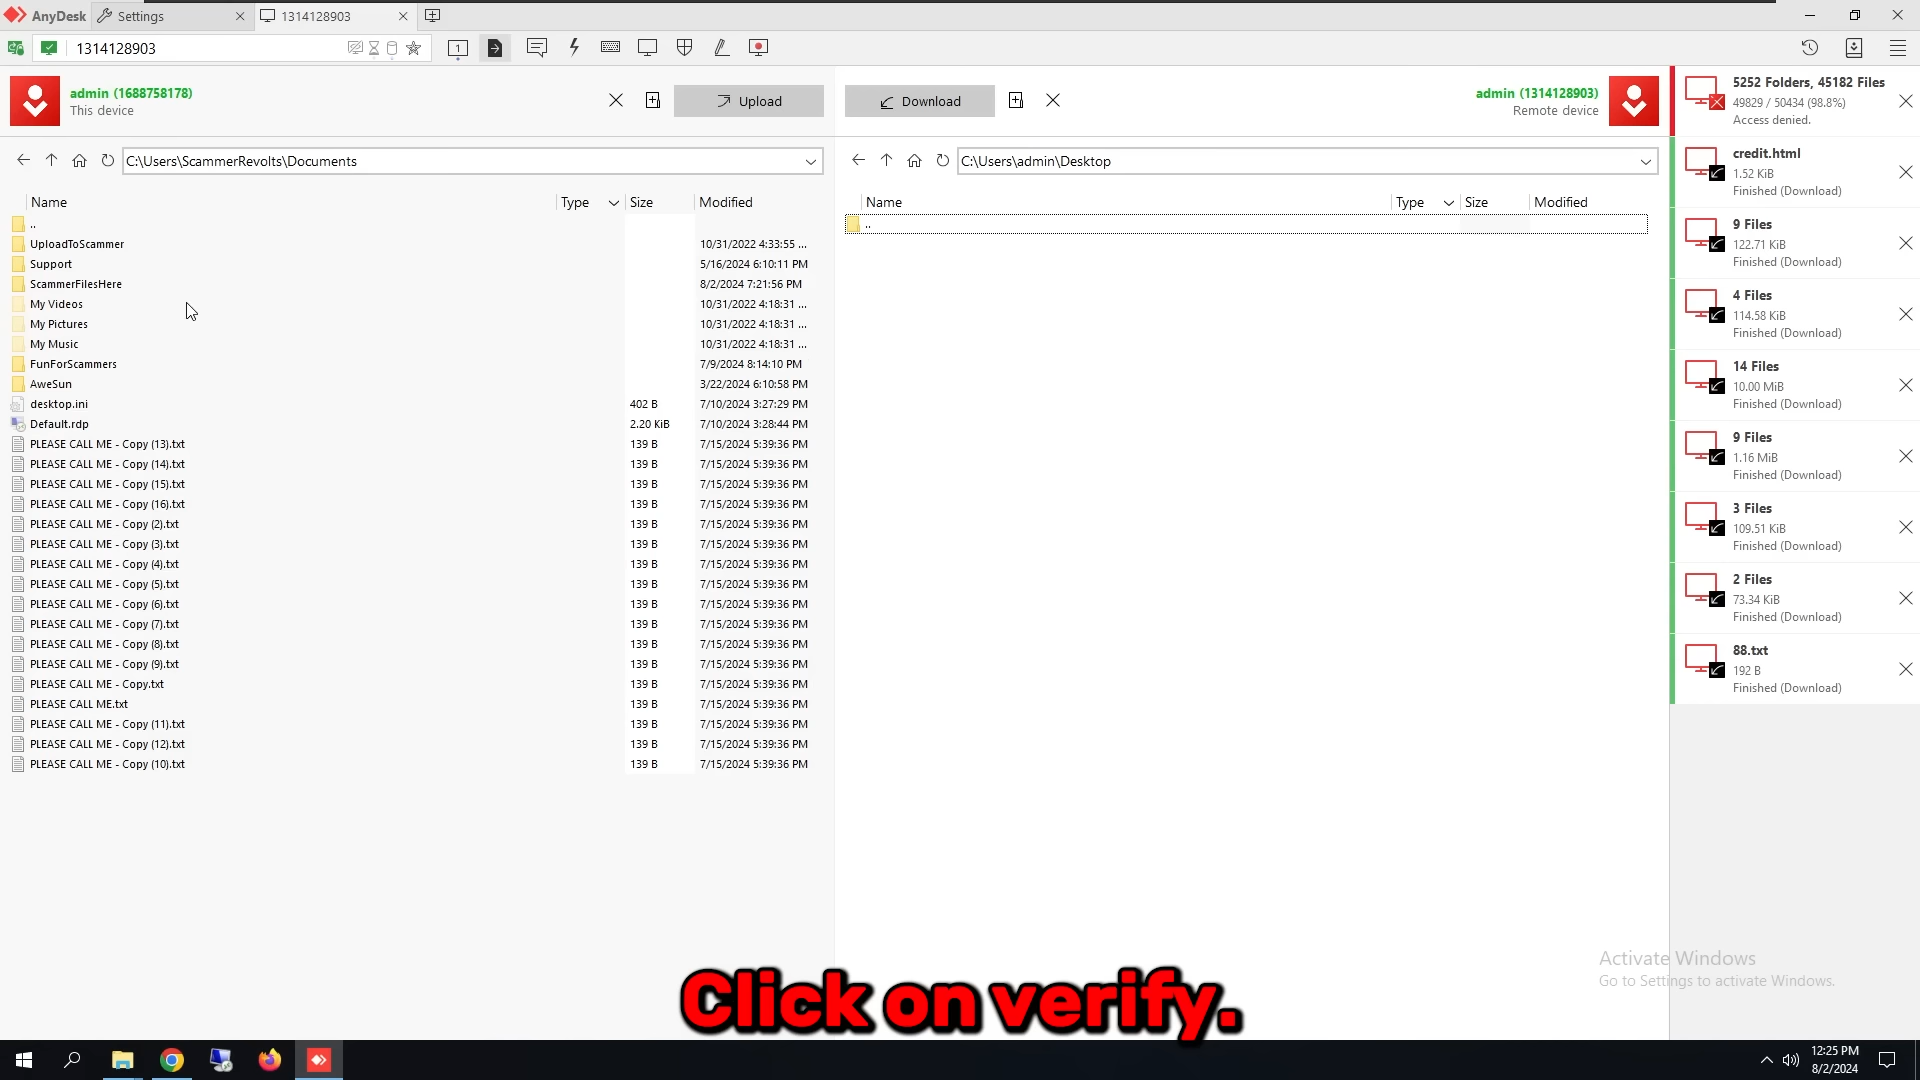 AnyDesk
Settings
1314128903
1314128903
1
admin (1688758178)
This device
Upload
Download
admin (1314128903)
Remote device
C:\Users\ScammerRevolts\Documents
C:\Users\admin\Desktop
Name Type Size Modified
..
UploadToScammer 10/31/2022 4:33:55 ...
Support 5/16/2024 6:10:11 PM
ScammerFilesHere 8/2/2024 7:21:56 PM
My Videos 10/31/2022 4:18:31 ...
My Pictures 10/31/2022 4:18:31 ...
My Music 10/31/2022 4:18:31 ...
FunForScammers 7/9/2024 8:14:10 PM
AweSun 3/22/2024 6:10:58 PM
desktop.ini 402 B 7/10/2024 3:27:29 PM
Default.rdp 2.20 KiB 7/10/2024 3:28:44 PM
PLEASE CALL ME - Copy (13).txt 139 B 7/15/2024 5:39:36 PM
PLEASE CALL ME - Copy (14).txt 139 B 7/15/2024 5:39:36 PM
PLEASE CALL ME - Copy (15).txt 139 B 7/15/2024 5:39:36 PM
PLEASE CALL ME - Copy (16).txt 139 B 7/15/2024 5:39:36 PM
PLEASE CALL ME - Copy (2).txt 139 B 7/15/2024 5:39:36 PM
PLEASE CALL ME - Copy (3).txt 139 B 7/15/2024 5:39:36 PM
PLEASE CALL ME - Copy (4).txt 139 B 7/15/2024 5:39:36 PM
PLEASE CALL ME - Copy (5).txt 139 B 7/15/2024 5:39:36 PM
PLEASE CALL ME - Copy (6).txt 139 B 7/15/2024 5:39:36 PM
PLEASE CALL ME - Copy (7).txt 139 B 7/15/2024 5:39:36 PM
PLEASE CALL ME - Copy (8).txt 139 B 7/15/2024 5:39:36 PM
PLEASE CALL ME - Copy (9).txt 139 B 7/15/2024 5:39:36 PM
PLEASE CALL ME - Copy.txt 139 B 7/15/2024 5:39:36 PM
PLEASE CALL ME.txt 139 B 7/15/2024 5:39:36 PM
PLEASE CALL ME - Copy (11).txt 139 B 7/15/2024 5:39:36 PM
PLEASE CALL ME - Copy (12).txt 139 B 7/15/2024 5:39:36 PM
PLEASE CALL ME - Copy (10).txt 139 B 7/15/2024 5:39:36 PM
Name Type Size Modified
..
5252 Folders, 45182 Files
49829 / 50434 (98.8%)
Access denied.
credit.html
1.52 KiB
Finished (Download)
9 Files
122.71 KiB
Finished (Download)
4 Files
114.58 KiB
Finished (Download)
14 Files
10.00 MiB
Finished (Download)
9 Files
1.16 MiB
Finished (Download)
3 Files
109.51 KiB
Finished (Download)
2 Files
73.34 KiB
Finished (Download)
88.txt
192 B
Finished (Download)
Activate Windows
Go to Settings to activate Windows.
Click on verify.
12:25 PM
8/2/2024